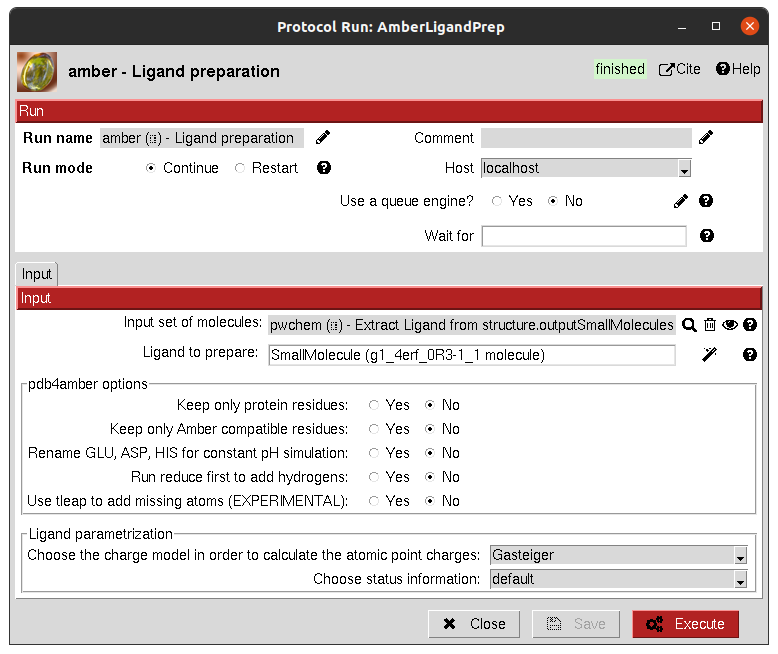 Protocol Run: AmberLigandPrep
amber - Ligand preparation
finished Cite Help
Run
Run name amber (⁝⁝) - Ligand preparation Comment
Run mode Continue Restart Host localhost
Use a queue engine? Yes No
Wait for
Input
Input
Input set of molecules: pwchem (⁝⁝) - Extract Ligand from structure.outputSmallMolecules
Ligand to prepare: SmallMolecule (g1_4erf_0R3-1_1 molecule)
pdb4amber options
Keep only protein residues: Yes No
Keep only Amber compatible residues: Yes No
Rename GLU, ASP, HIS for constant pH simulation: Yes No
Run reduce first to add hydrogens: Yes No
Use tleap to add missing atoms (EXPERIMENTAL): Yes No
Ligand parametrization
Choose the charge model in order to calculate the atomic point charges: Gasteiger
Choose status information: default
Close Save Execute